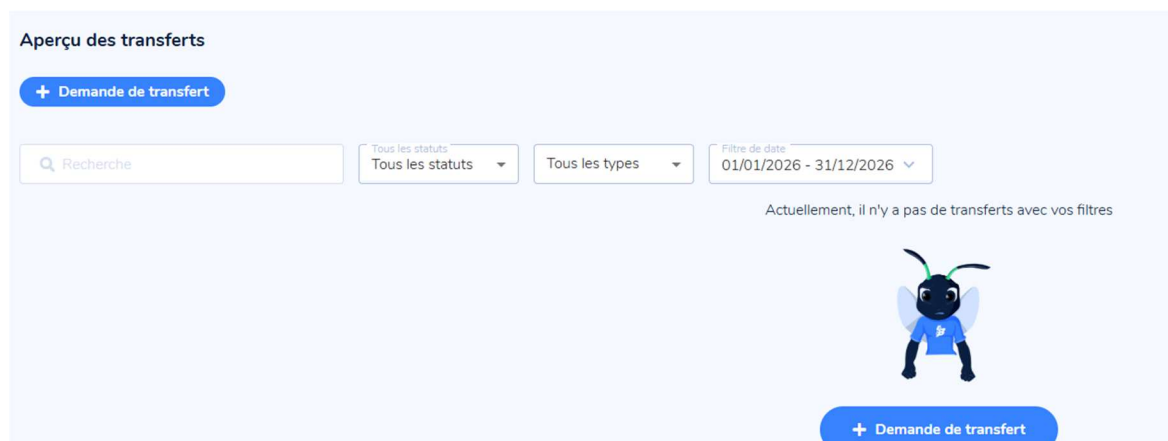 Aperçu des transferts
+ Demande de transfert
Recherche
Tous les statuts
Tous les statuts
Tous les types
Filtre de date
01/01/2026 - 31/12/2026
Actuellement, il n'y a pas de transferts avec vos filtres
+ Demande de transfert